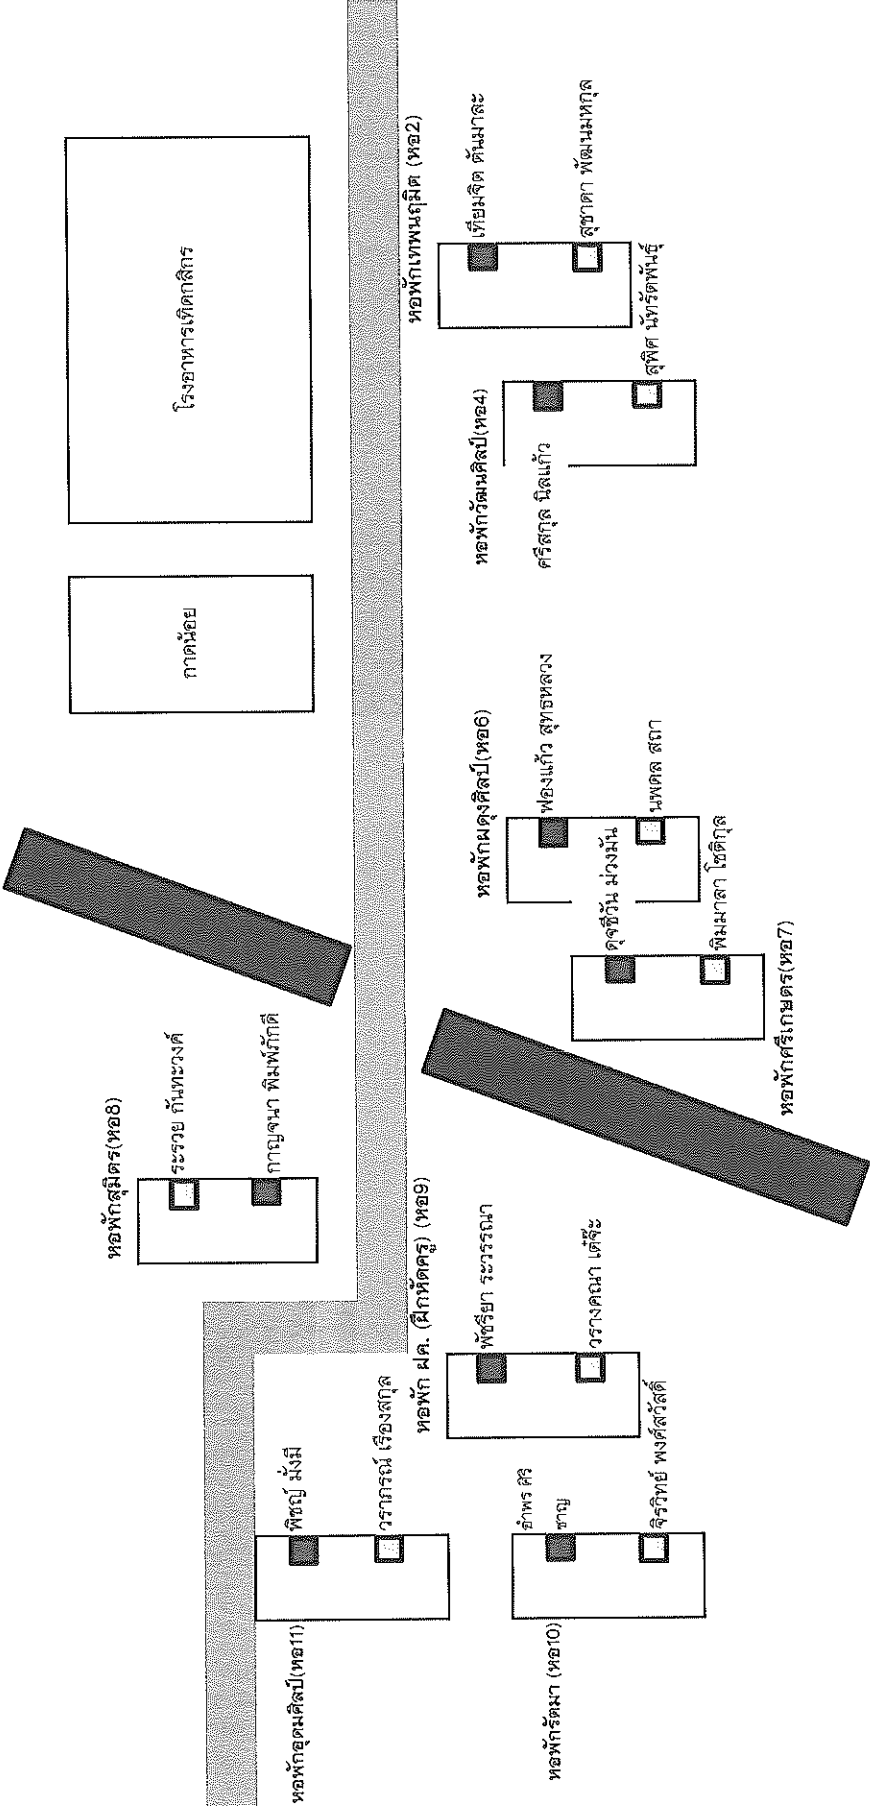 โรงอาหารเทิดกสิกร
กาดน้อย
หอพักเทพนฤมิต (หอ2)
เทียมจิต ตันมาละ
สุชาดา พัฒนมหกุล
หอพักวัฒนศิลป์(หอ4)
ศรีสกุล นิลแก้ว
สุพิศ นัทรัตพันธุ์
หอพักผดุงศิลป์(หอ6)
ฟองแก้ว สุทธหลวง
นพดล สถา
ดุจชีวัน ม่วงมัน
พิมมาลา โชติกุล
หอพักศรีเกษตร(หอ7)
หอพักสุมิตร(หอ8)
ระรวย กันทะวงศ์
กาญจนา พิมพ์ภักดี
หอพัก ฝค. (ฝึกหัดครู) (หอ9)
พัชรียา ระวรรณา
วรางคณา เต๊จ๊ะ
หอพักอุดมศิลป์(หอ11)
พิชญ์ มั่งมี
วราภรณ์ เรืองสกุล
หอพักรัตมา (หอ10)
อำพร ศิริ
ชาญ
จิรวิทย์ พงศ์สวัสดิ์